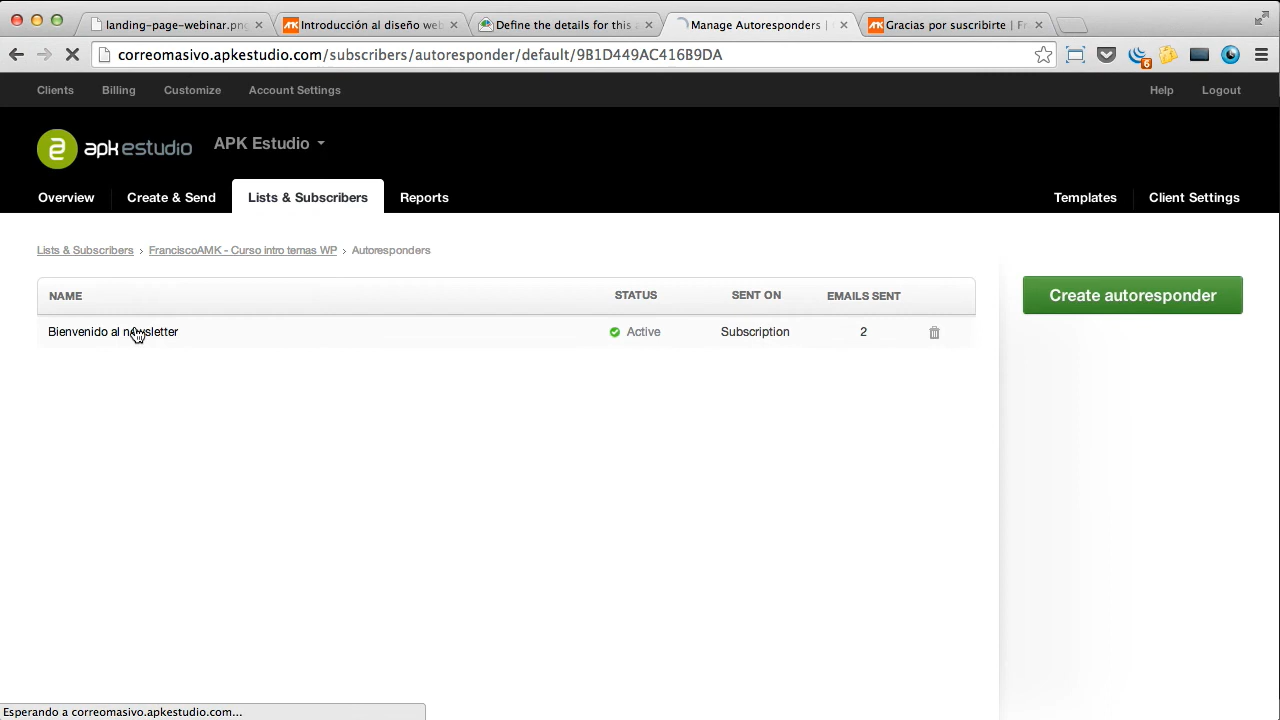 landing-page-webinar.png
Introducción al diseño web
Define the details for this
Manage Autoresponders |
Gracias por suscribirte | Fr
correomasivo.apkestudio.com/subscribers/autoresponder/default/9B1D449AC416B9DA
6
Clients Billing Customize Account Settings Help Logout
apkestudio APK Estudio
Overview Create & Send Lists & Subscribers Reports Templates Client Settings
Lists & Subscribers › FranciscoAMK - Curso intro temas WP › Autoresponders
NAME STATUS SENT ON EMAILS SENT
Create autoresponder
Bienvenido al newsletter Active Subscription 2
Esperando a correomasivo.apkestudio.com...